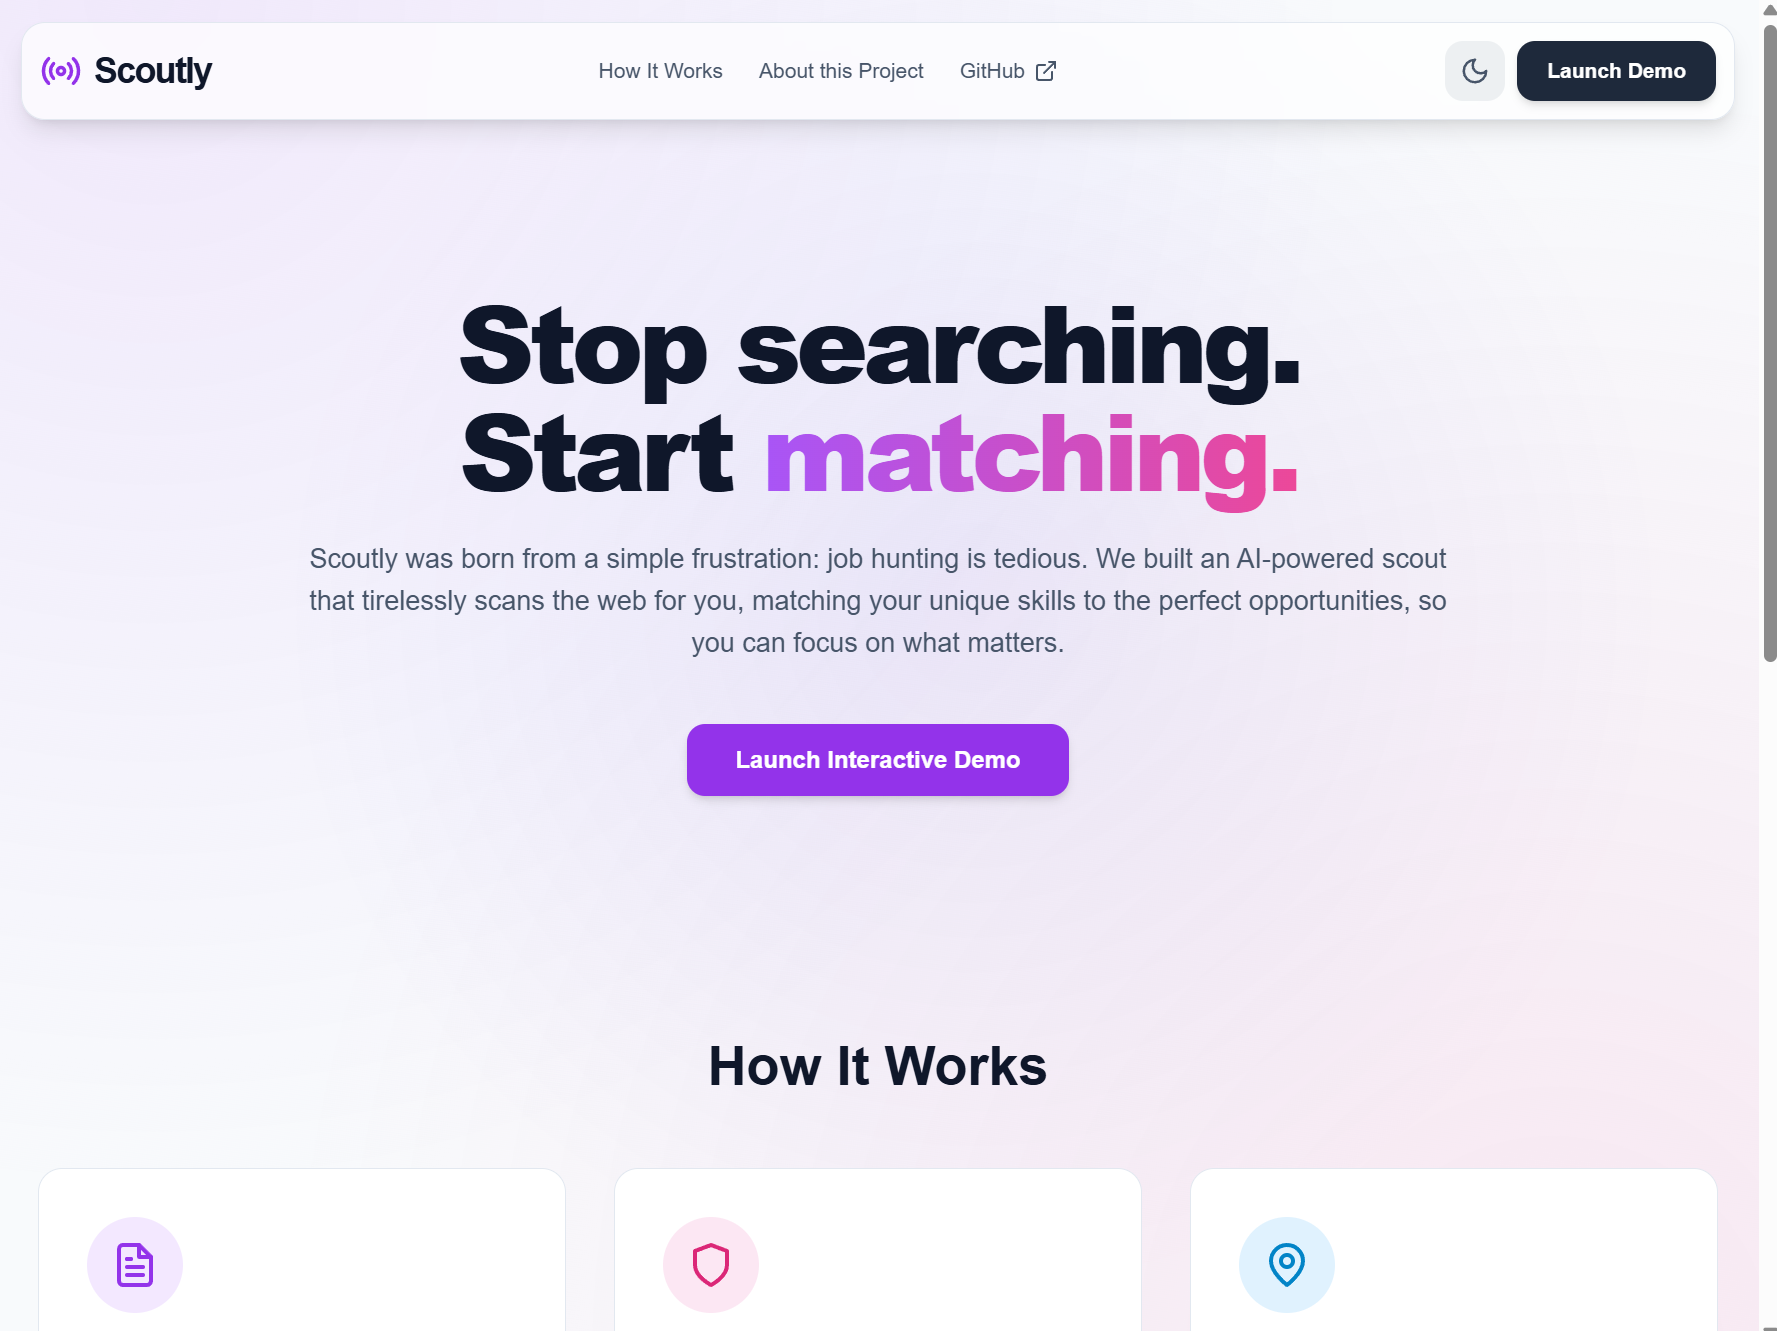 Scoutly
How It Works
About this Project
GitHub
Launch Demo
Stop searching.
Start matching.
Scoutly was born from a simple frustration: job hunting is tedious. We built an AI-powered scout
that tirelessly scans the web for you, matching your unique skills to the perfect opportunities, so
you can focus on what matters.
Launch Interactive Demo
How It Works